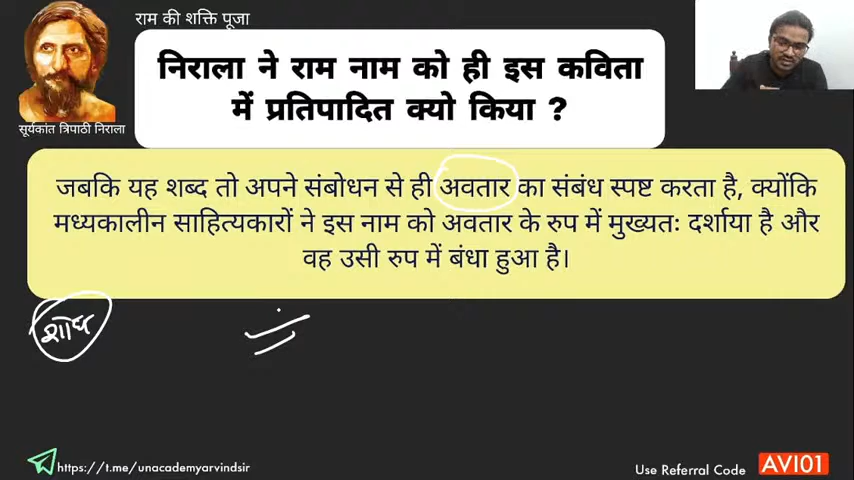 राम की शक्ति पूजा
निराला ने राम नाम को ही इस कविता
में प्रतिपादित क्यो किया ?
सूर्यकांत त्रिपाठी निराला
जबकि यह शब्द तो अपने संबोधन से ही अवतार का संबंध स्पष्ट करता है, क्योंकि
मध्यकालीन साहित्यकारों ने इस नाम को अवतार के रुप में मुख्यतः दर्शाया है और
वह उसी रुप में बंधा हुआ है।
शोध
https://t.me/unacademyarvindsir
Use Referral Code AVI01